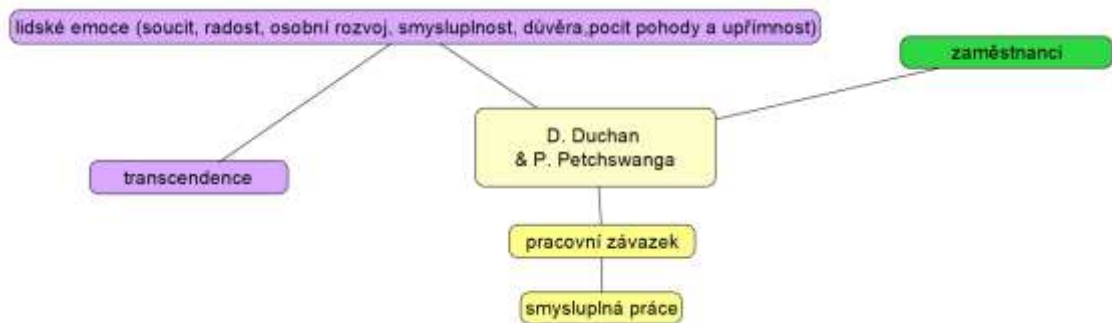 lidské emoce (soucit, radost, osobní rozvoj, smysluplnost, důvěra,pocit pohody a upřímnost)
zaměstnanci
D. Duchan
& P. Petchswanga
transcendence
pracovní závazek
smysluplná práce